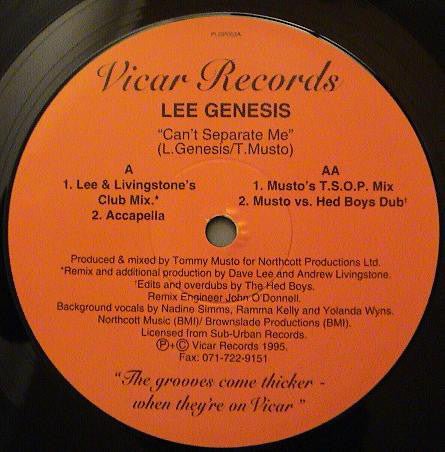 Vicar Records
LEE GENESIS
"Can't Separate Me"
(L.Genesis/T.Musto)
A
1. Lee & Livingstone's
Club Mix.*
2. Accapella
AA
1. Musto's T.S.O.P. Mix
2. Musto vs. Hed Boys Dub†
Produced & mixed by Tommy Musto for Northcott Productions Ltd.
*Remix and additional production by Dave Lee and Andrew Livingstone.
†Edits and overdubs by The Hed Boys.
Remix Engineer John O'Donnell.
Background vocals by Nadine Simms, Ramna Kelly and Yolanda Wyns.
Northcott Music (BMI)/ Brownslade Productions (BMI).
Licensed from Sub-Urban Records.
Ⓟ+Ⓒ Vicar Records 1995.
Fax: 071-722-9151
"The grooves come thicker -
when they're on Vicar"